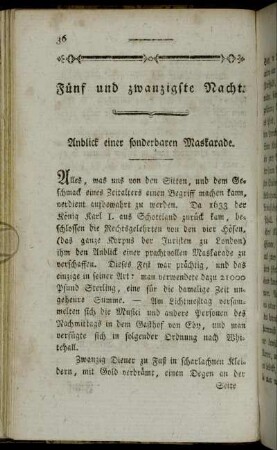 36
Fünf und zwanzigste Nacht.
Anblick einer sonderbaren Maskarade.
Alles, was uns von den Sitten, und dem Ge-
schmack eines Zeitalters einen Begriff machen kann,
verdient aufbewahrt zu werden. Da 1633 der
König Karl I. aus Schottland zurück kam, be-
schlossen die Rechtsgelehrten von den vier Höfen,
(das ganze Korpus der Juristen zu London)
ihm den Anblick einer prachtvollen Maskarade zu
verschaffen. Dieses Fest war prächtig, und das
einzige in seiner Art: man verwendete dazu 21000
Pfund Sterling, eine für die damalige Zeit un-
geheure Summe. — Am Lichtmeßtag versam-
melten sich die Musici und andere Personen des
Nachmittags in dem Gasthof von Ely, und man
verfügte sich in folgender Ordnung nach Whi-
tehall.
Zwanzig Diener zu Fuß in scharlachnen Klei-
dern, mit Gold verbrämt, einen Degen an der
Seite